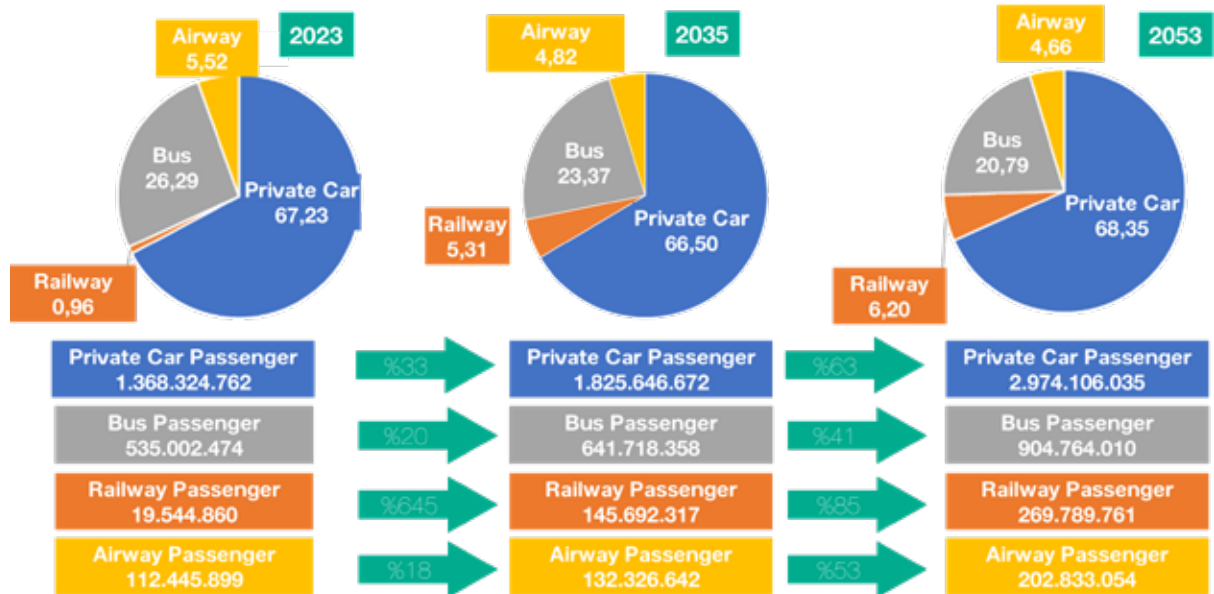 Airway
5,52
2023
Bus
26,29
Private Car
67,23
Railway
0,96
Airway
4,82
2035
Bus
23,37
Private Car
66,50
Railway
5,31
Airway
4,66
2053
Bus
20,79
Private Car
68,35
Railway
6,20
Private Car Passenger
1.368.324.762
%33
Private Car Passenger
1.825.646.672
%63
Private Car Passenger
2.974.106.035
Bus Passenger
535.002.474
%20
Bus Passenger
641.718.358
%41
Bus Passenger
904.764.010
Railway Passenger
19.544.860
%645
Railway Passenger
145.692.317
%85
Railway Passenger
269.789.761
Airway Passenger
112.445.899
%18
Airway Passenger
132.326.642
%53
Airway Passenger
202.833.054